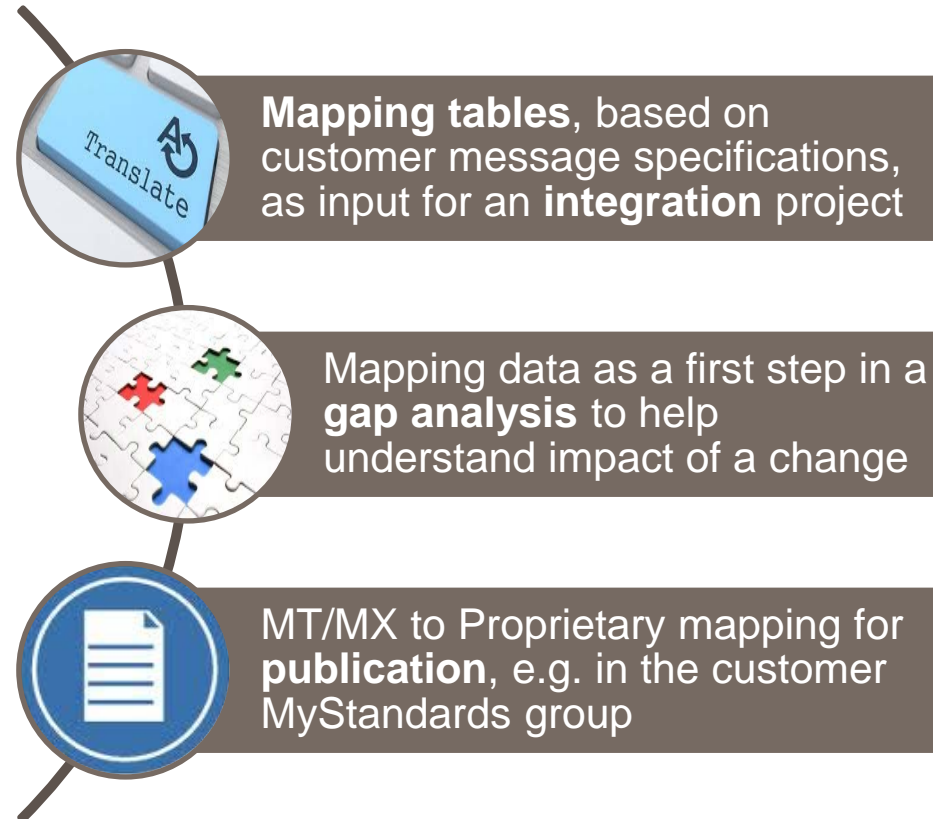 Translate
Mapping tables, based on
customer message specifications,
as input for an integration project
Mapping data as a first step in a
gap analysis to help
understand impact of a change
MT/MX to Proprietary mapping for
publication, e.g. in the customer
MyStandards group